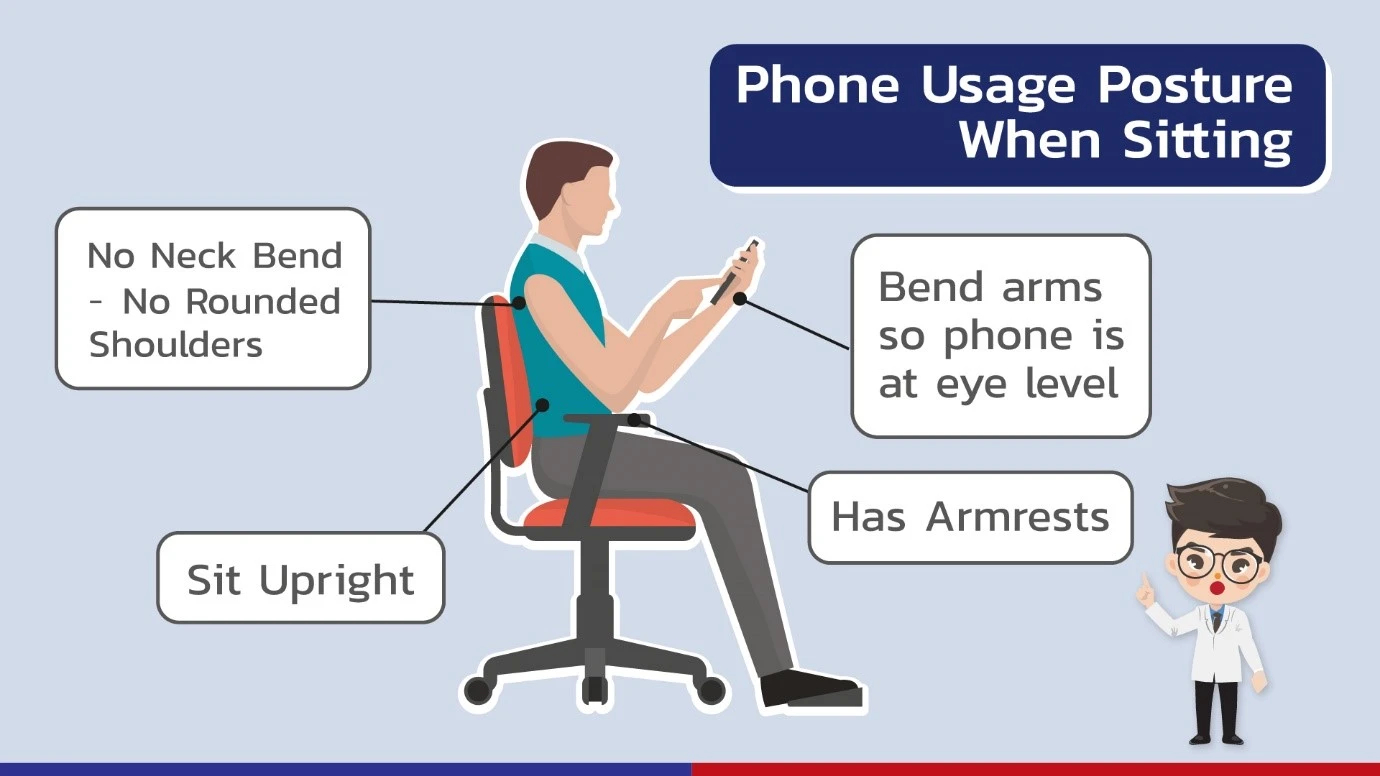 Phone Usage Posture
When Sitting
No Neck Bend
- No Rounded
Shoulders
Bend arms
so phone is
at eye level
Has Armrests
Sit Upright